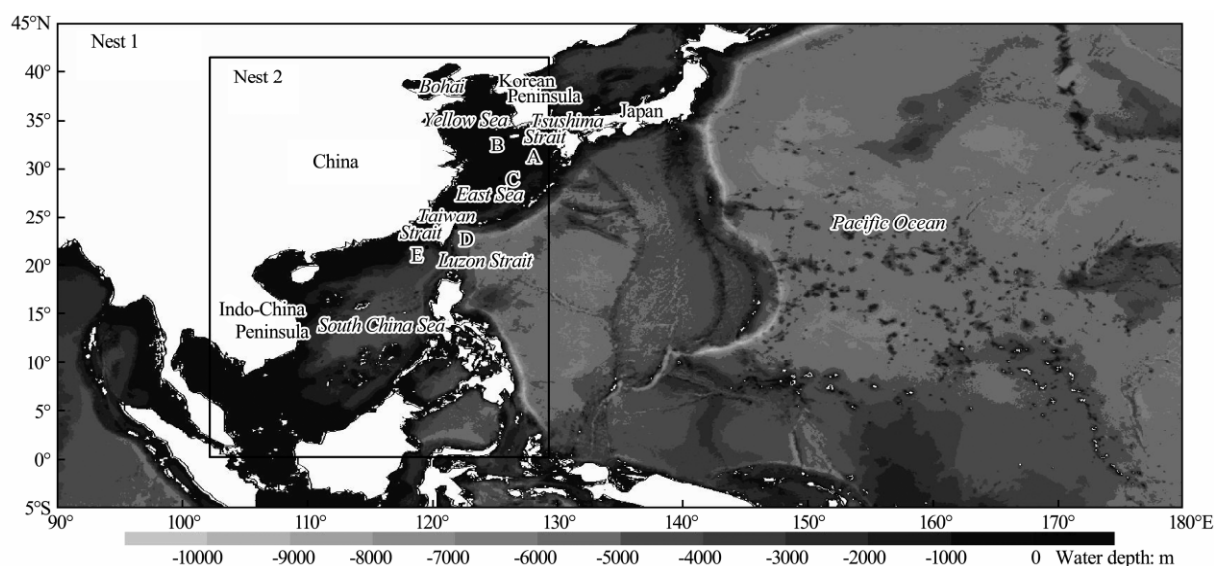 45°N
Nest 1
40°
Nest 2
Bohai
Korean
Peninsula
Japan
35°
Yellow Sea
Tsushima
Strait
B
A
30°
China
C
East Sea
25°
Taiwan
Strait
D
Pacific Ocean
E
Luzon Strait
20°
15°
Indo-China
Peninsula
South China Sea
10°
5°
0°
5°S
90°
100°
110°
120°
130°
140°
150°
160°
170°
180°E
-10000
-9000
-8000
-7000
-6000
-5000
-4000
-3000
-2000
-1000
0
Water depth: m